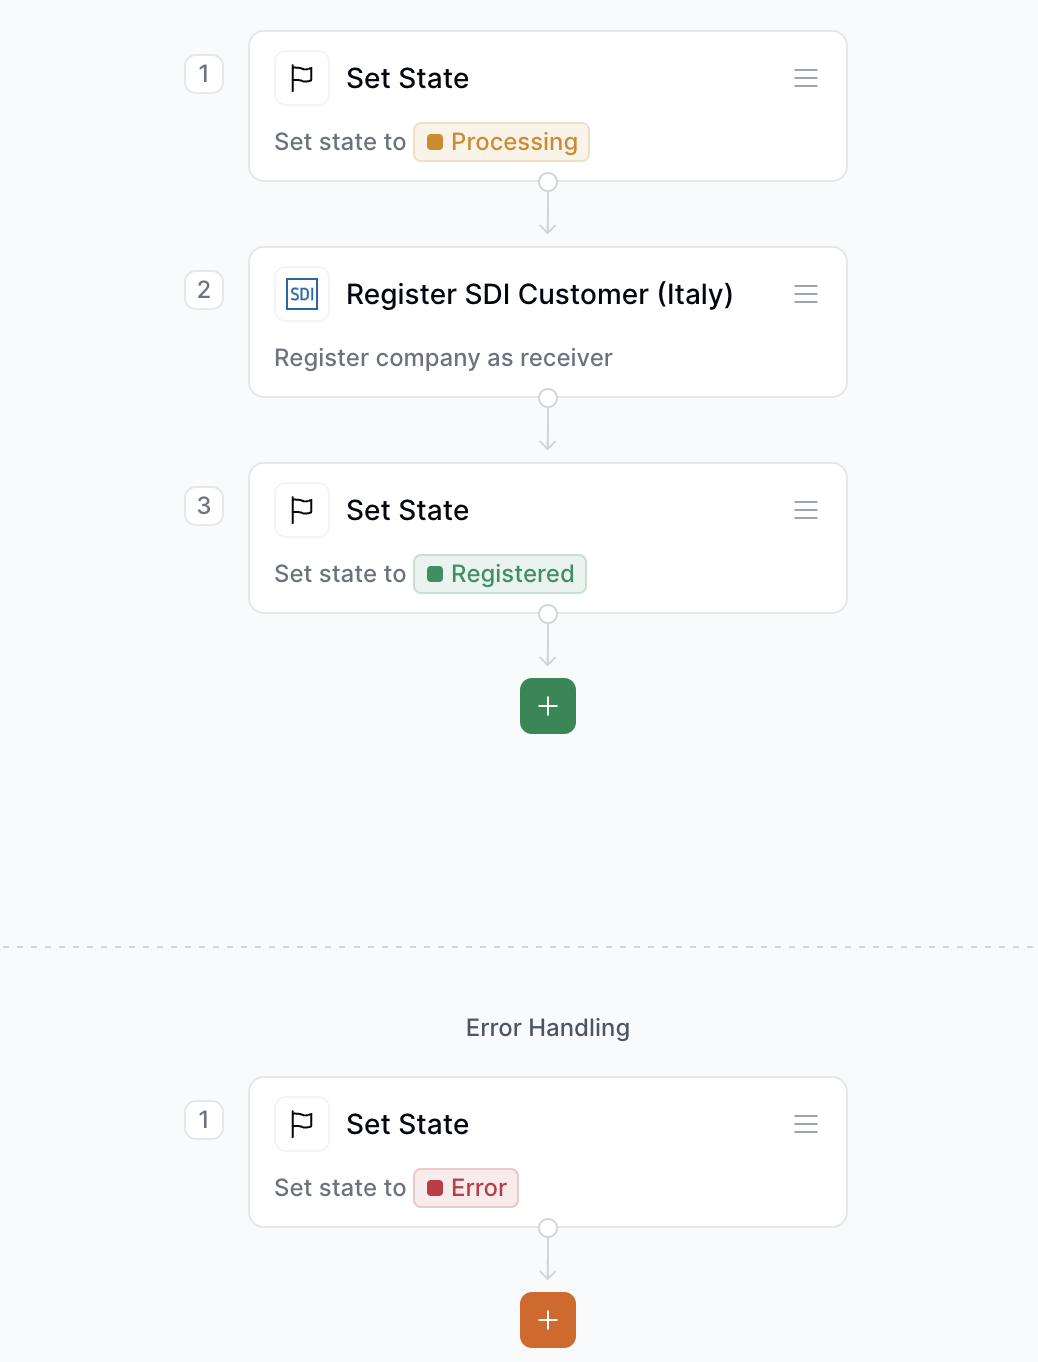 1
Set State
Set state to Processing
2
SDI
Register SDI Customer (Italy)
Register company as receiver
3
Set State
Set state to Registered
Error Handling
1
Set State
Set state to Error